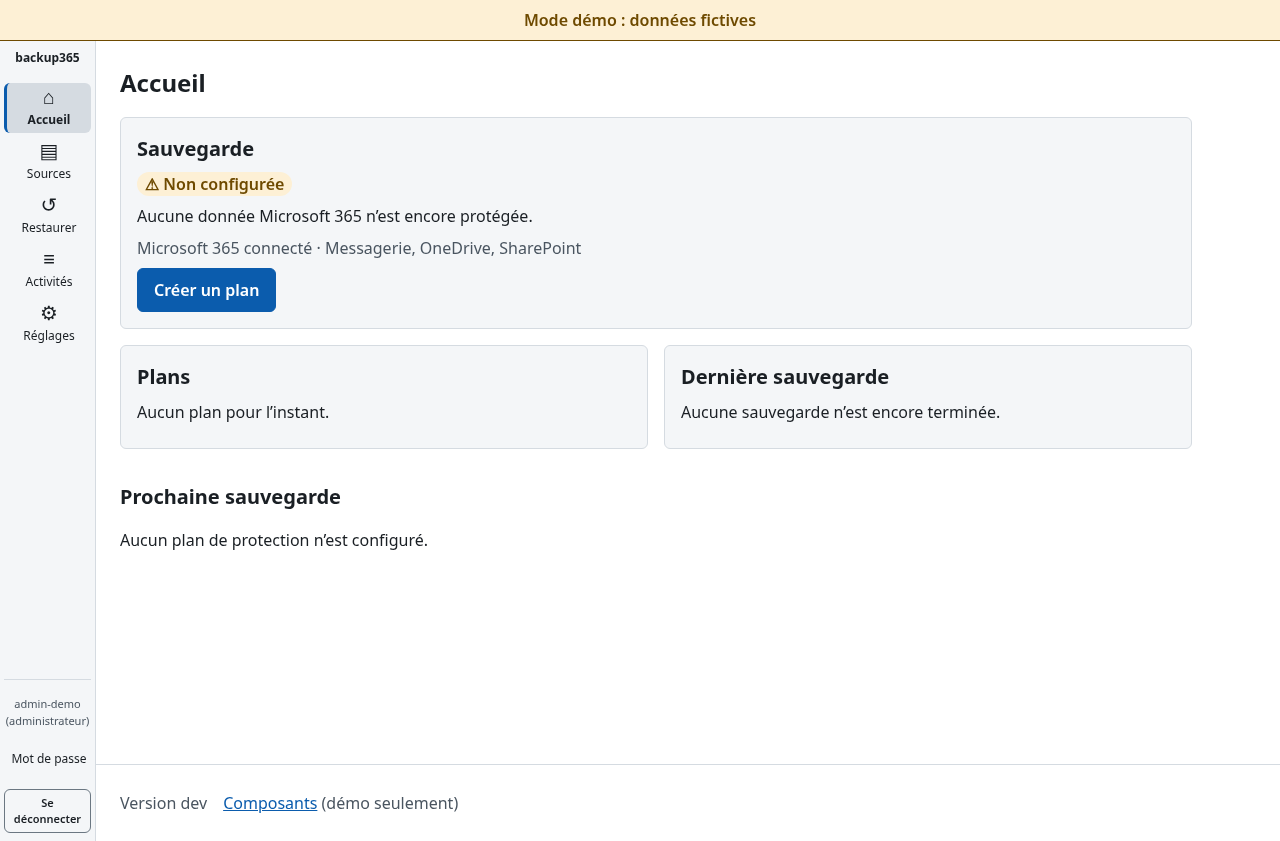 Mode démo : données fictives
backup365
Accueil
Sources
Restaurer
Activités
Réglages
admin-demo
(administrateur)
Mot de passe
Se
déconnecter
Accueil
Sauvegarde
⚠ Non configurée
Aucune donnée Microsoft 365 n’est encore protégée.
Microsoft 365 connecté · Messagerie, OneDrive, SharePoint
Créer un plan
Plans
Aucun plan pour l’instant.
Dernière sauvegarde
Aucune sauvegarde n’est encore terminée.
Prochaine sauvegarde
Aucun plan de protection n’est configuré.
Version dev Composants (démo seulement)